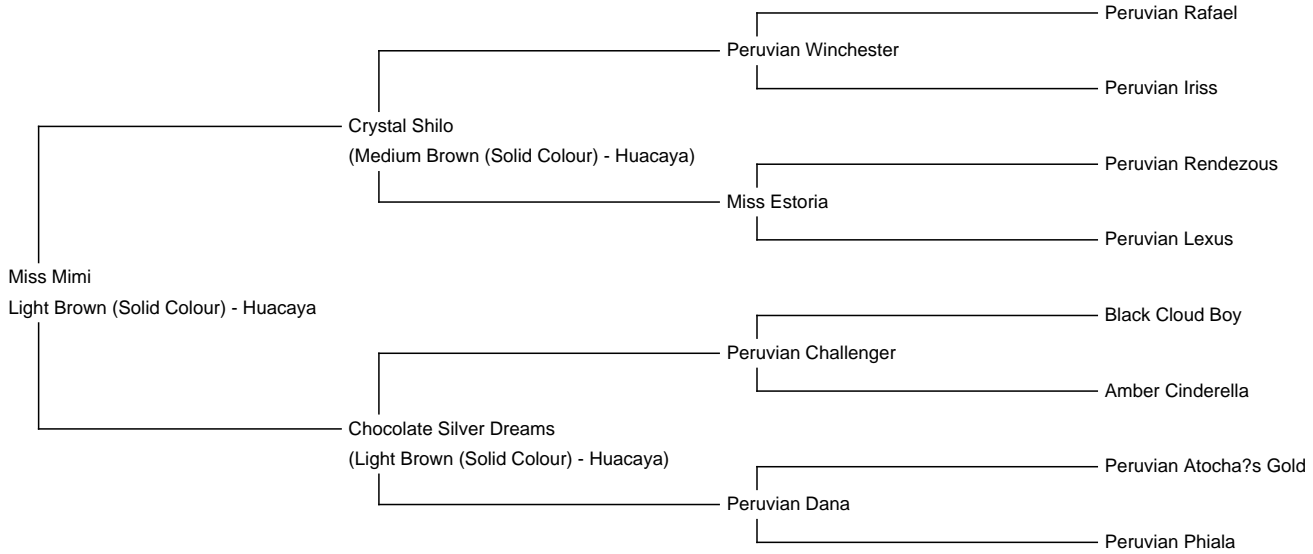 Peruvian Rafael
Peruvian Winchester
Peruvian Iriss
Crystal Shilo
(Medium Brown (Solid Colour) - Huacaya)
Peruvian Rendezous
Miss Estoria
Peruvian Lexus
Miss Mimi
Light Brown (Solid Colour) - Huacaya
Black Cloud Boy
Peruvian Challenger
Amber Cinderella
Chocolate Silver Dreams
(Light Brown (Solid Colour) - Huacaya)
Peruvian Atocha?s Gold
Peruvian Dana
Peruvian Phiala